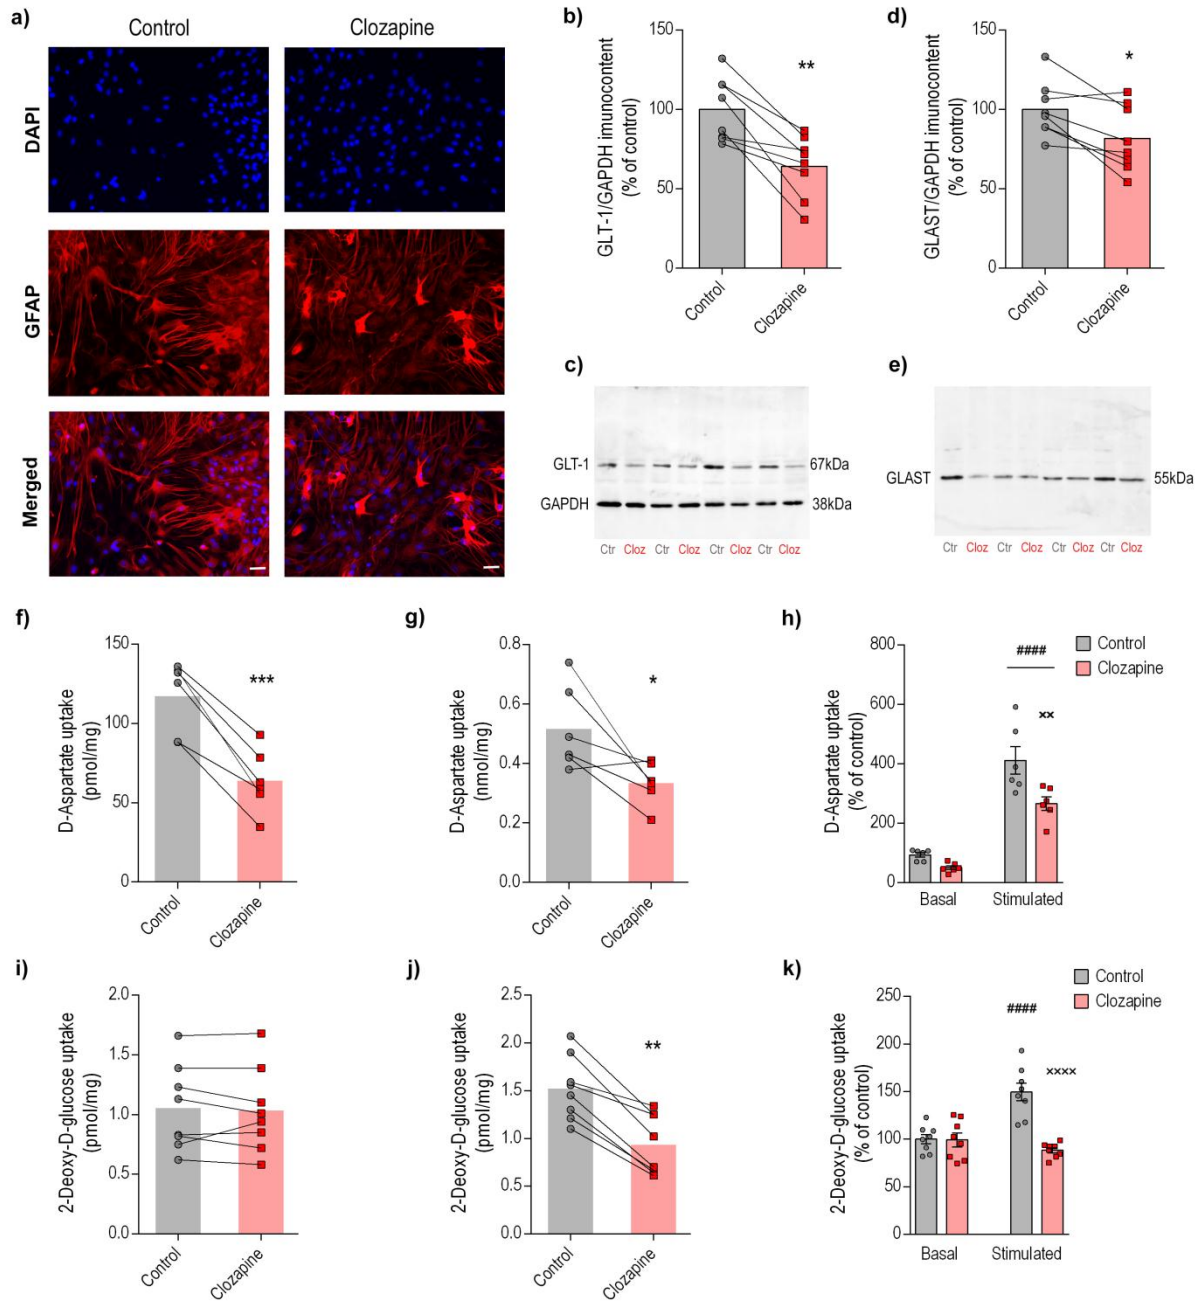 a)
Control
Clozapine
DAPI
GFAP
Merged
b)
GLT-1/GAPDH imunocontent
(% of control)
150
100
50
0
**
Control
Clozapine
d)
GLAST/GAPDH imunocontent
(% of control)
150
100
50
0
*
Control
Clozapine
c)
GLT-1
67kDa
GAPDH
38kDa
Ctr Cloz Ctr Cloz Ctr Cloz Ctr Cloz
e)
GLAST
55kDa
Ctr Cloz Ctr Cloz Ctr Cloz Ctr Cloz
f)
D-Aspartate uptake
(pmol/mg)
150
100
50
0
***
Control
Clozapine
g)
D-Aspartate uptake
(nmol/mg)
0.8
0.6
0.4
0.2
0.0
*
Control
Clozapine
h)
D-Aspartate uptake
(% of control)
800
600
400
200
0
####
××
Control
Clozapine
Basal
Stimulated
i)
2-Deoxy-D-glucose uptake
(pmol/mg)
2.0
1.5
1.0
0.5
0.0
Control
Clozapine
j)
2-Deoxy-D-glucose uptake
(pmol/mg)
2.5
2.0
1.5
1.0
0.5
0.0
**
Control
Clozapine
k)
2-Deoxy-D-glucose uptake
(% of control)
250
200
150
100
50
0
####
××××
Control
Clozapine
Basal
Stimulated